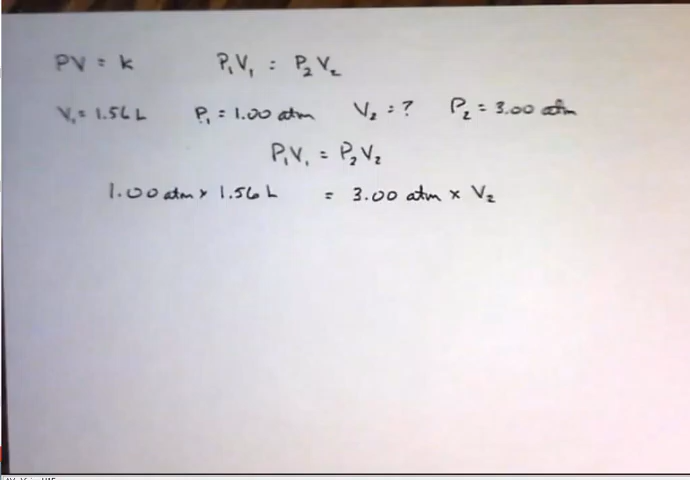 PV = k P₁V₁ = P₂V₂
V₁ = 1.56 L P₁ = 1.00 atm V₂ = ? P₂ = 3.00 atm
P₁V₁ = P₂V₂
1.00 atm × 1.56 L = 3.00 atm × V₂